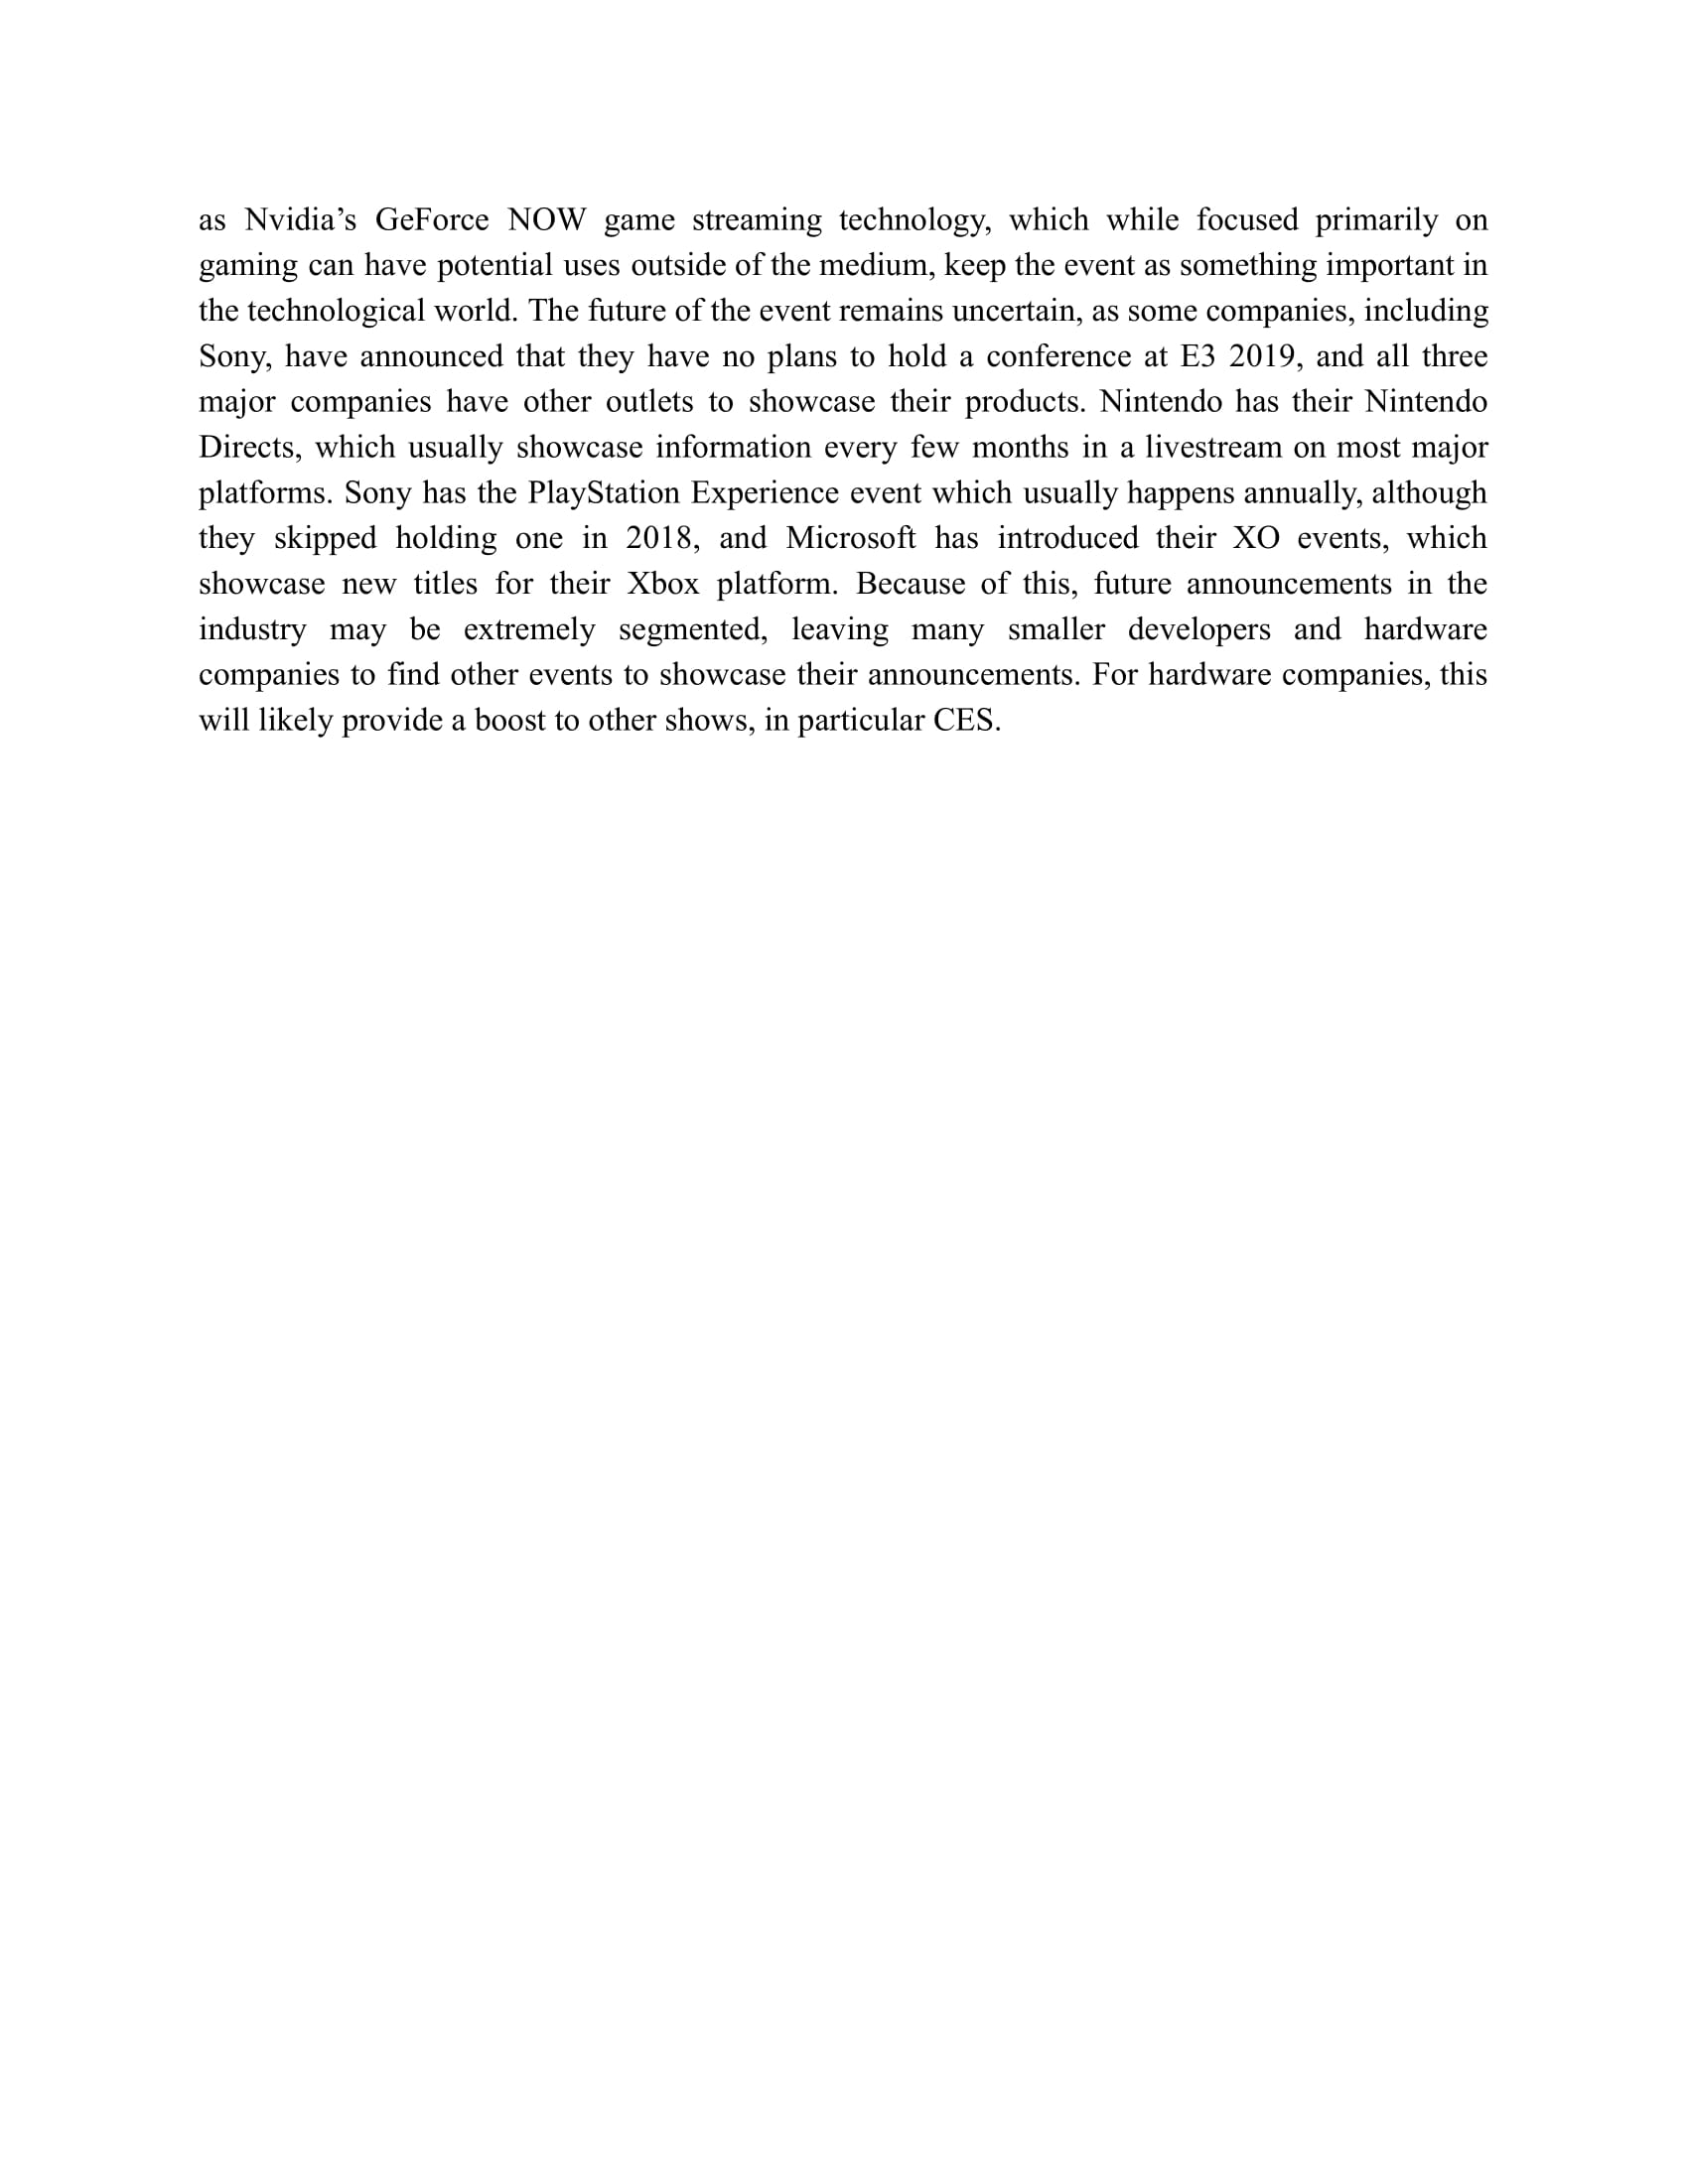 as Nvidia’s GeForce NOW game streaming technology, which while focused primarily on
gaming can have potential uses outside of the medium, keep the event as something important in
the technological world. The future of the event remains uncertain, as some companies, including
Sony, have announced that they have no plans to hold a conference at E3 2019, and all three
major companies have other outlets to showcase their products. Nintendo has their Nintendo
Directs, which usually showcase information every few months in a livestream on most major
platforms. Sony has the PlayStation Experience event which usually happens annually, although
they skipped holding one in 2018, and Microsoft has introduced their XO events, which
showcase new titles for their Xbox platform. Because of this, future announcements in the
industry may be extremely segmented, leaving many smaller developers and hardware
companies to find other events to showcase their announcements. For hardware companies, this
will likely provide a boost to other shows, in particular CES.